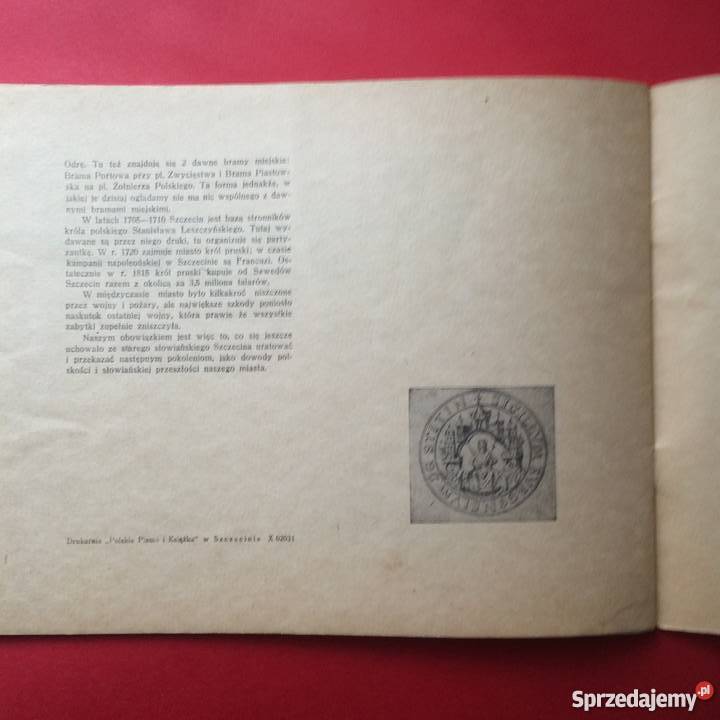 Odrę. Tu też znajdują się 2 dawne bramy miejskie:
Brama Portowa przy pl. Zwycięstwa i Brama Piastow-
ska na pl. Żołnierza Polskiego. Ta forma jednakże, w
jakiej je dzisiaj oglądamy nie ma nic wspólnego z daw-
nymi bramami miejskimi.
W latach 1705—1710 Szczecin jest bazą stronników
króla polskiego Stanisława Leszczyńskiego. Tutaj wy-
dawane są przez niego druki, tu organizuje się party-
zantkę. W r. 1720 zajmuje miasto król pruski; w czasie
kampanii napoleońskiej w Szczecinie są Francuzi. Os-
tatecznie w r. 1815 król pruski kupuje od Szwedów
Szczecin razem z okolicą za 3,5 miliona talarów,
W międzyczasie miasto było kilkakroć niszczone
przez wojny i pożary, ale największe szkody poniosło
naskutek ostatniej wojny, która prawie że wszystkie
zabytki zupełnie zniszczyła.
Naszym obowiązkiem jest więc to, co się jeszcze
uchowało ze starego słowiańskiego Szczecina uratować
i przekazać następnym pokoleniom, jako dowody pol-
skości i słowiańskiej przeszłości naszego miasta.
Drukarnia „Polskie Pismo i Książka" w Szczecinie X 02031
DE STATIN SIGILLVM BVRGENSIVM
Sprzedajemy.pl